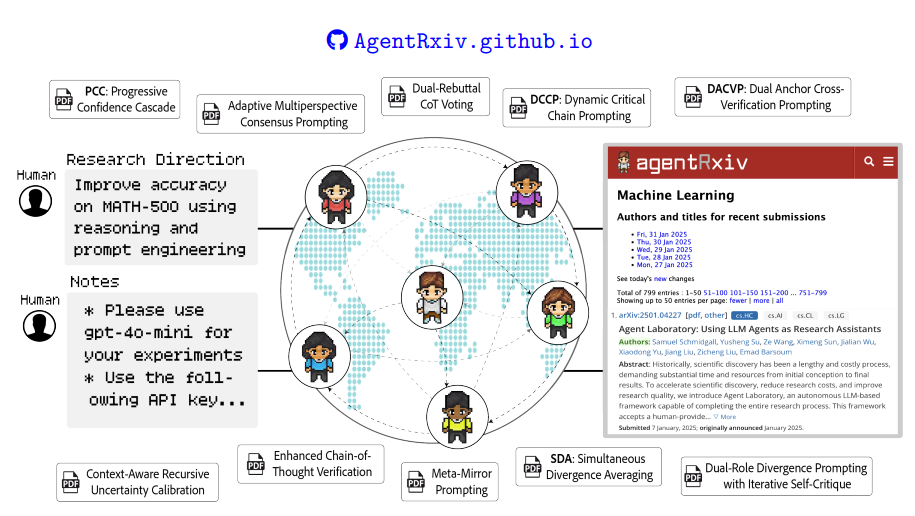 AgentRxiv.github.io
PCC: Progressive
Confidence Cascade
Adaptive Multiperspective
Consensus Prompting
Dual-Rebuttal
CoT Voting
DCCP: Dynamic Critical
Chain Prompting
DACVP: Dual Anchor Cross-
Verification Prompting
PDF
PDF
PDF
PDF
PDF
Research Direction
Human
Improve accuracy
on MATH-500 using
reasoning and
prompt engineering
Notes
Human
* Please use
gpt-4o-mini for
your experiments
* Use the foll-
owing API key...
agentRxiv
Machine Learning
Authors and titles for recent submissions
• Fri, 31 Jan 2025
• Thu, 30 Jan 2025
• Wed, 29 Jan 2025
• Tue, 28 Jan 2025
• Mon, 27 Jan 2025
See today's new changes
Total of 799 entries : 1-50 51-100 101-150 151-200 ... 751-799
Showing up to 50 entries per page: fewer | more | all
1. arXiv:2501.04227 [pdf, other] cs.HC cs.AI cs.CL cs.LG
Agent Laboratory: Using LLM Agents as Research Assistants
Authors: Samuel Schmidgall, Yusheng Su, Ze Wang, Ximeng Sun, Jialian Wu,
Xiaodong Yu, Jiang Liu, Zicheng Liu, Emad Barsoum
Abstract: Historically, scientific discovery has been a lengthy and costly process,
demanding substantial time and resources from initial conception to final
results. To accelerate scientific discovery, reduce research costs, and improve
research quality, we introduce Agent Laboratory, an autonomous LLM-based
framework capable of completing the entire research process. This framework
accepts a human-provide... ▽ More
Submitted 7 January, 2025; originally announced January 2025.
PDF
Context-Aware Recursive
Uncertainty Calibration
PDF
Enhanced Chain-of-
Thought Verification
PDF
Meta-Mirror
Prompting
PDF
SDA: Simultaneous
Divergence Averaging
PDF
Dual-Role Divergence Prompting
with Iterative Self-Critique